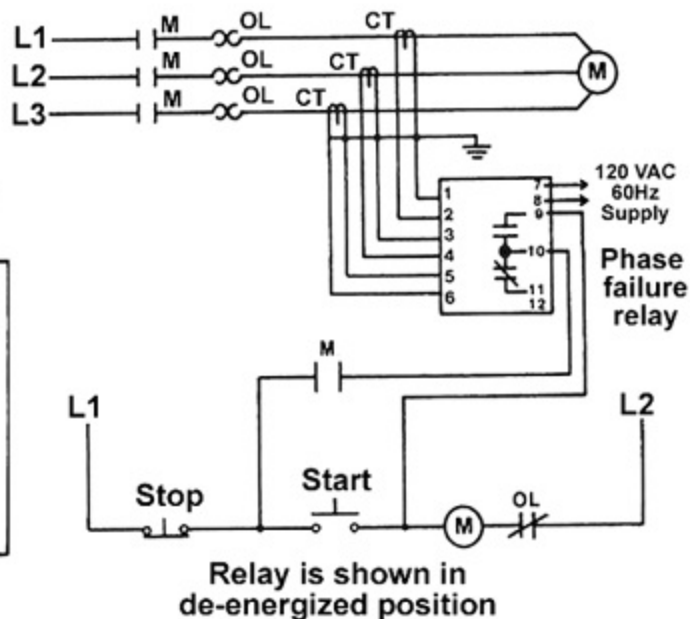 L1 M OL CT
L2 M OL CT M
L3 M OL CT
1 7 120 VAC
2 8 60Hz
3 9 Supply
4 10 Phase
5 11 failure
6 12 relay
M
L1 L2
Stop Start
M OL
Relay is shown in
de-energized position